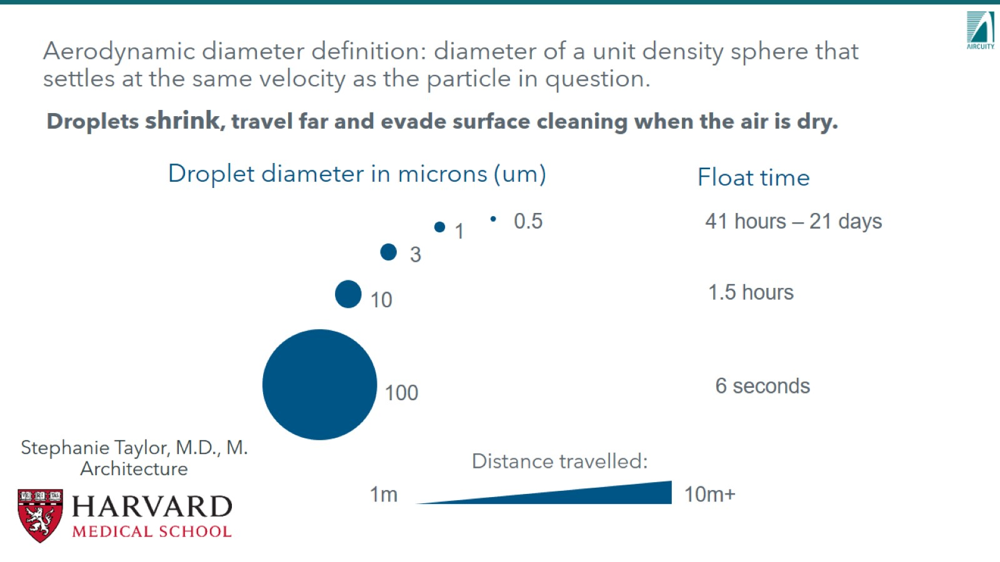 AIRCUITY
Aerodynamic diameter definition: diameter of a unit density sphere that
settles at the same velocity as the particle in question.
Droplets shrink, travel far and evade surface cleaning when the air is dry.
Droplet diameter in microns (um)
Float time
0.5
41 hours – 21 days
1
3
10
1.5 hours
100
6 seconds
Stephanie Taylor, M.D., M.
Architecture
Distance travelled:
1m
10m+
VE RI TAS
HARVARD
MEDICAL SCHOOL